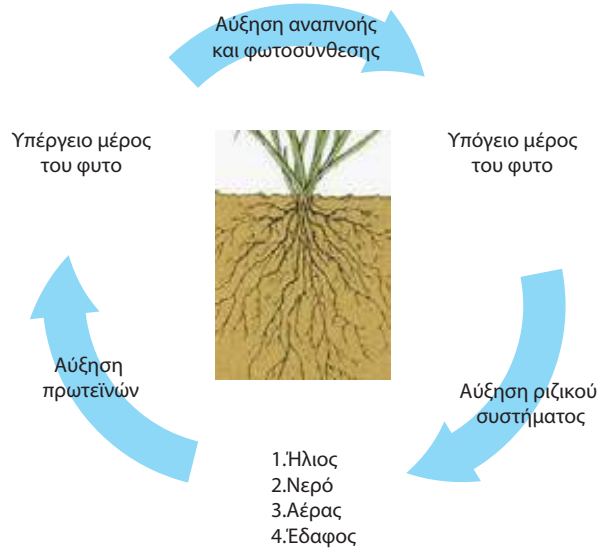 Αύξηση αναπνοής
και φωτοσύνθεσης
Υπέργειο μέρος
του φυτο
Υπόγειο μέρος
του φυτο
Αύξηση
πρωτεϊνών
Αύξηση ριζικού
συστήματος
1.Ήλιος
2.Νερό
3.Αέρας
4.Έδαφος